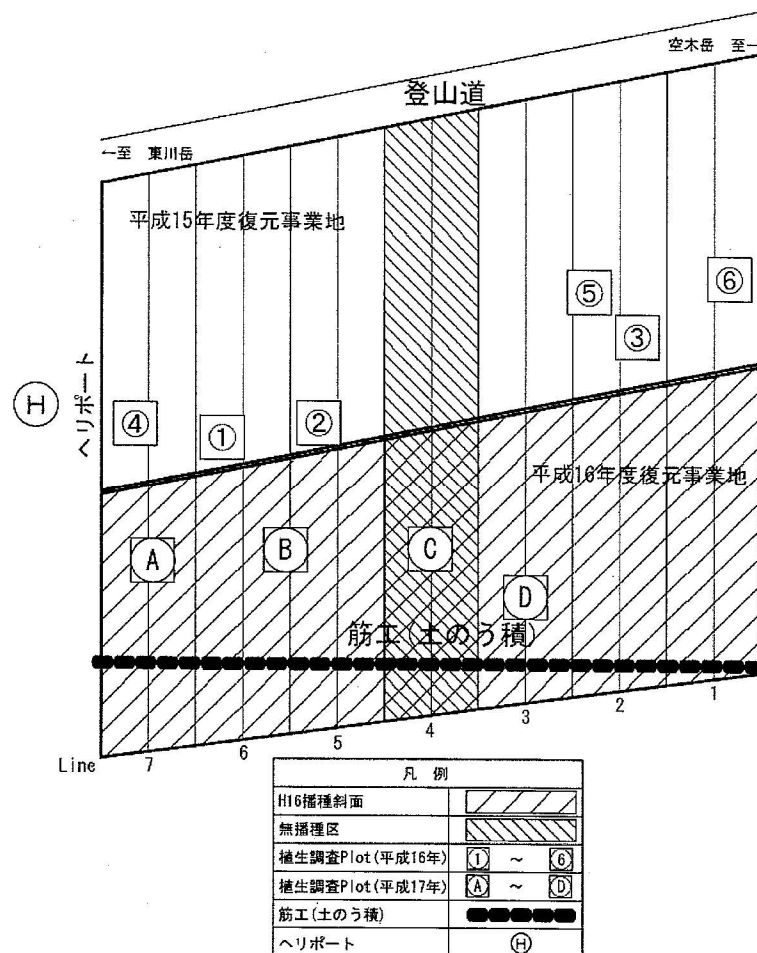 空木岳 至→
登山道
←至 東川岳
平成15年度復元事業地
⑥
⑤
③
ヘリポート
H
④
①
②
平成16年度復元事業地
A
B
C
D
筋工(土のう積)
Line
7
6
5
4
3
2
1
凡 例
H16播種斜面
無播種区
植生調査Plot(平成16年) ① ~ ⑥
植生調査Plot(平成17年) A ~ D
筋工(土のう積)
ヘリポート H